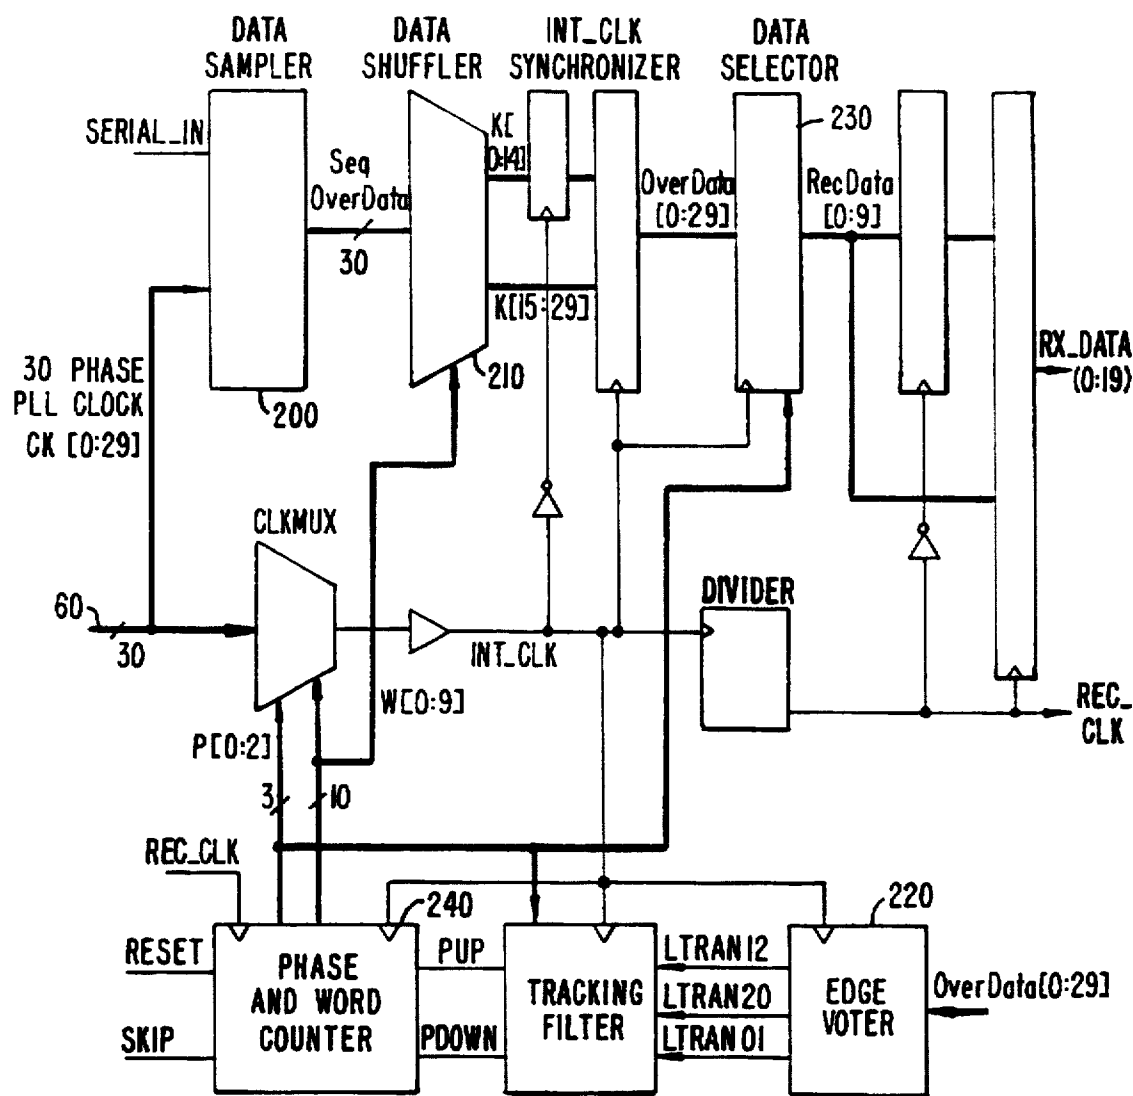 DATA
SAMPLER
DATA
SHUFFLER
INT_CLK
SYNCHRONIZER
DATA
SELECTOR
230
SERIAL_IN
K[
0:14]
Seq
OverData
30
OverData
[0:29]
RecData
[0:9]
K[15:29]
210
200
30 PHASE
PLL CLOCK
CK [0:29]
RX_DATA
(0:19)
CLKMUX
60
30
INT_CLK
DIVIDER
W[0:9]
P[0:2]
REC_
CLK
3
10
REC_CLK
240
220
RESET
SKIP
PHASE
AND WORD
COUNTER
PUP
PDOWN
TRACKING
FILTER
LTRAN12
LTRAN20
LTRAN01
EDGE
VOTER
OverData[0:29]